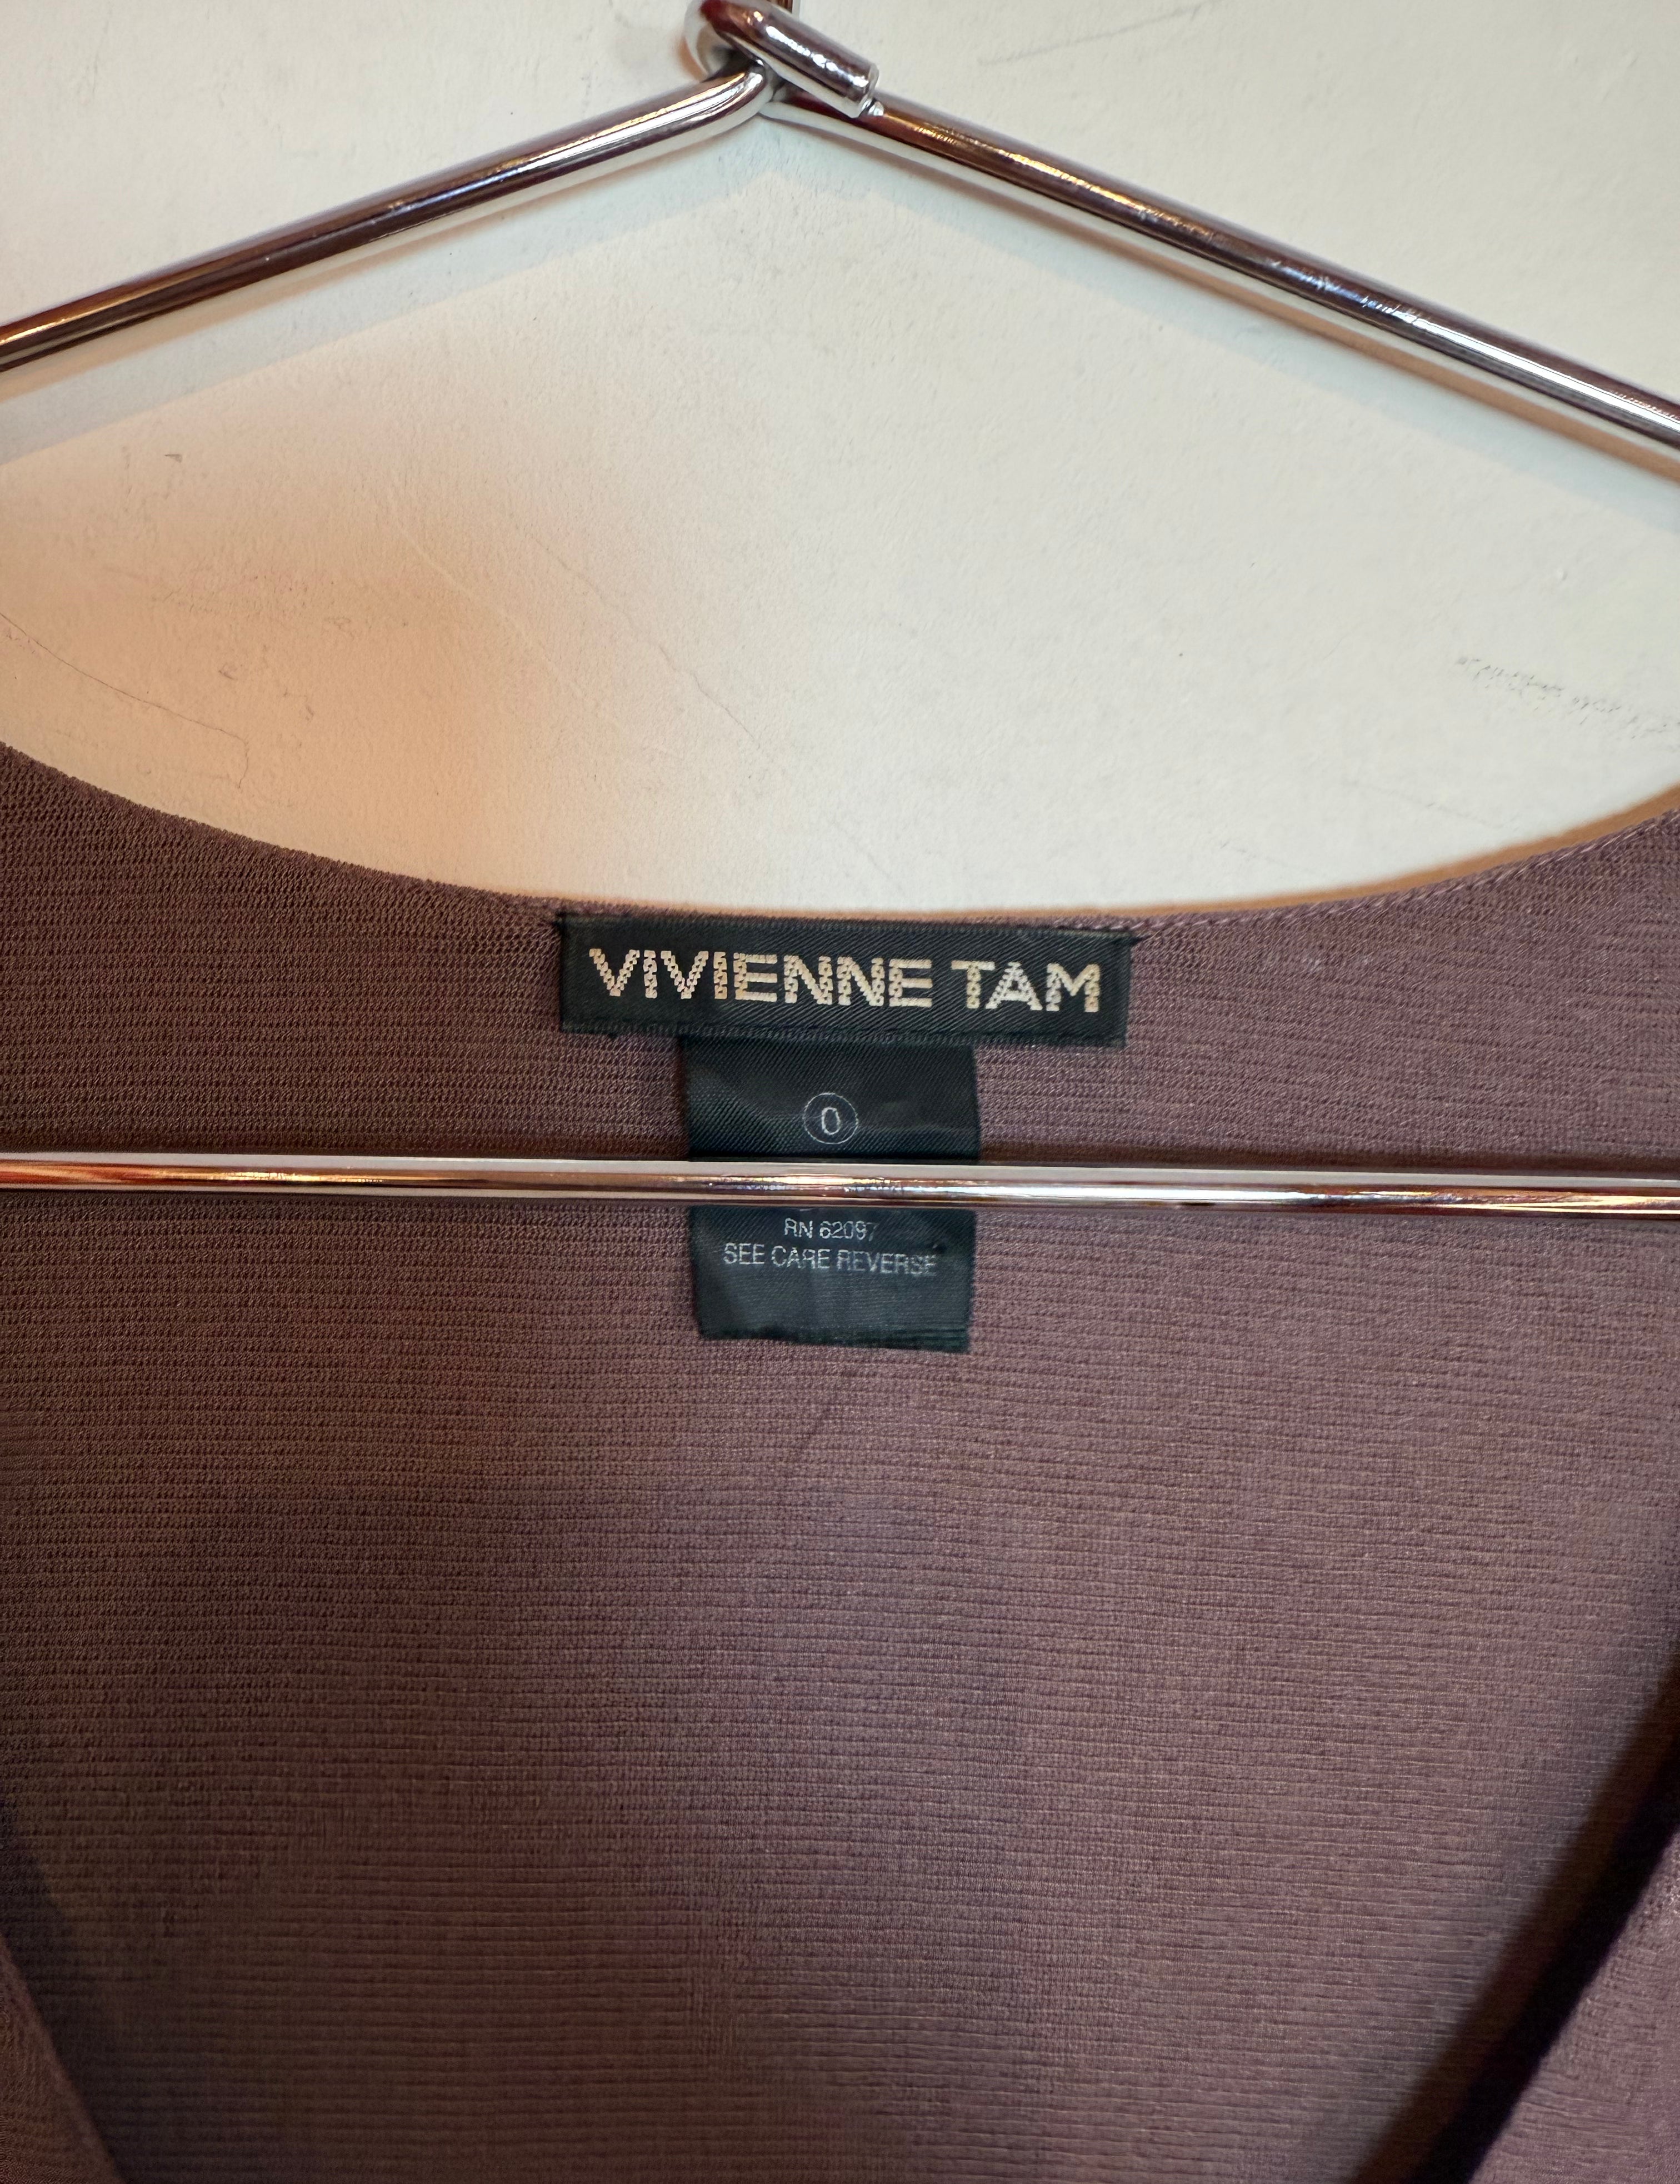 VIVIENNE TAM
0
RN 62097
SEE CARE REVERSE